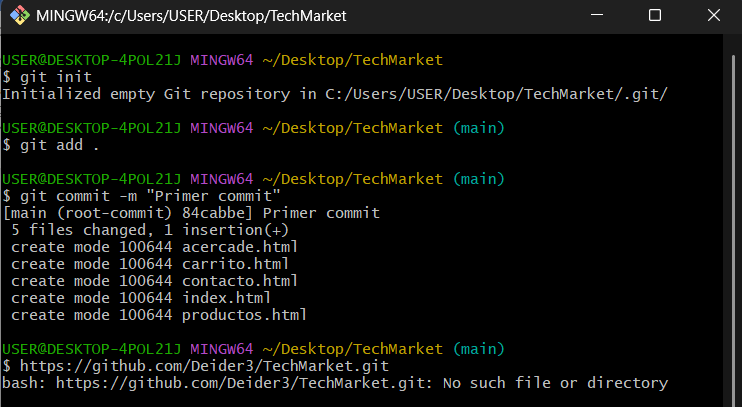 MINGW64:/c/Users/USER/Desktop/TechMarket
USER@DESKTOP-4POL21J MINGW64 ~/Desktop/TechMarket
$ git init
Initialized empty Git repository in C:/Users/USER/Desktop/TechMarket/.git/
USER@DESKTOP-4POL21J MINGW64 ~/Desktop/TechMarket (main)
$ git add .
USER@DESKTOP-4POL21J MINGW64 ~/Desktop/TechMarket (main)
$ git commit -m "Primer commit"
[main (root-commit) 84cabbe] Primer commit
 5 files changed, 1 insertion(+)
 create mode 100644 acercade.html
 create mode 100644 carrito.html
 create mode 100644 contacto.html
 create mode 100644 index.html
 create mode 100644 productos.html
USER@DESKTOP-4POL21J MINGW64 ~/Desktop/TechMarket (main)
$ https://github.com/Deider3/TechMarket.git
bash: https://github.com/Deider3/TechMarket.git: No such file or directory